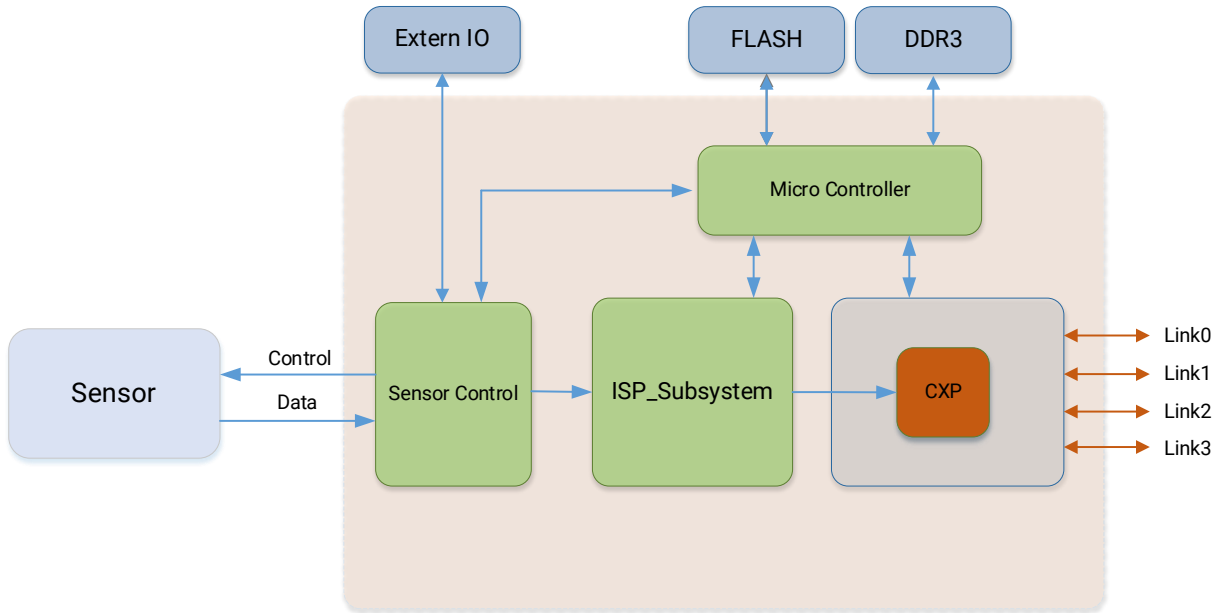 Extern IO
FLASH
DDR3
Micro Controller
Sensor
Control
Data
Sensor Control
ISP_Subsystem
CXP
Link0
Link1
Link2
Link3